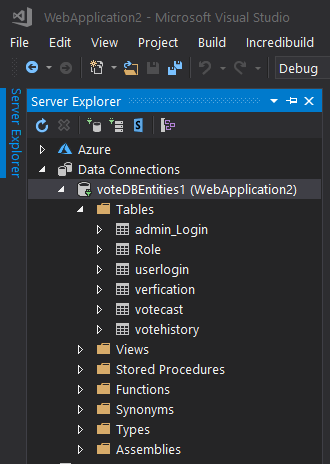 WebApplication2 - Microsoft Visual Studio
File Edit View Project Build Incredibuild
Debug
Server Explorer
Server Explorer
Azure
Data Connections
voteDBEntities1 (WebApplication2)
Tables
admin_Login
Role
userlogin
verfication
votecast
votehistory
Views
Stored Procedures
Functions
Synonyms
Types
Assemblies